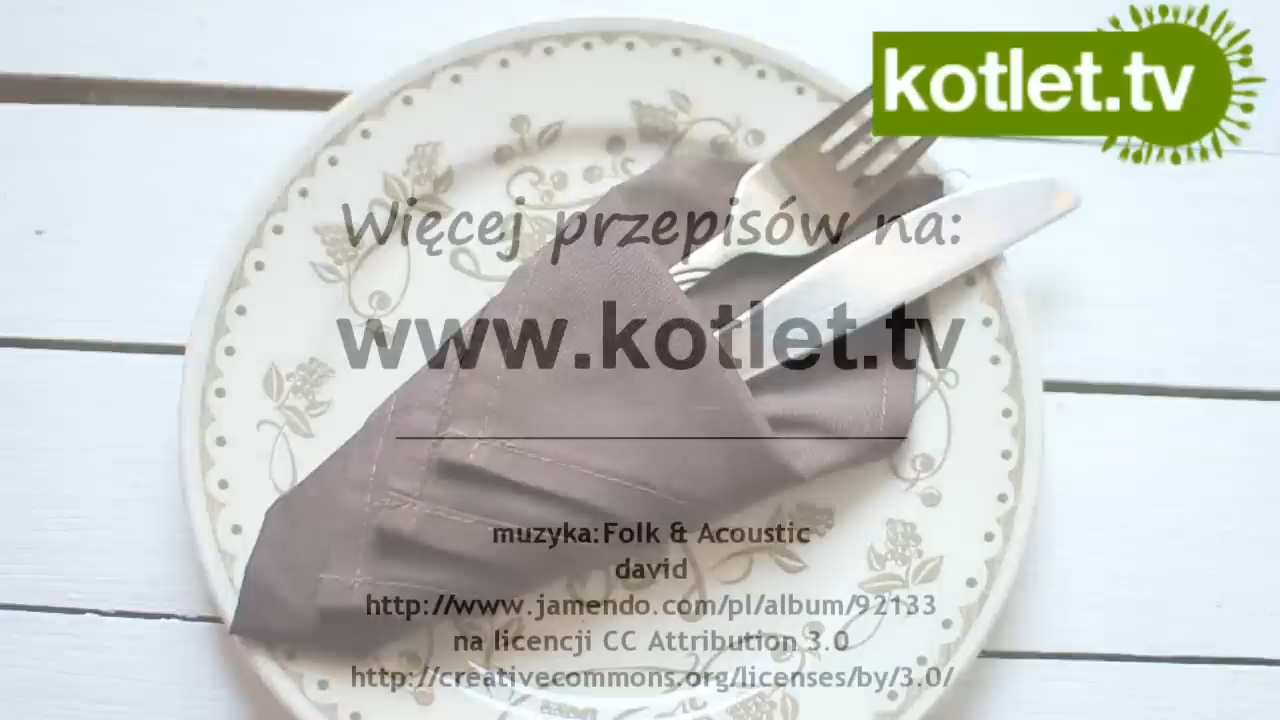 kotlet.tv
Więcej przepisów na:
www.kotlet.tv
muzyka:Folk & Acoustic
david
http://www.jamendo.com/pl/album/92133
na licencji CC Attribution 3.0
http://creativecommons.org/licenses/by/3.0/